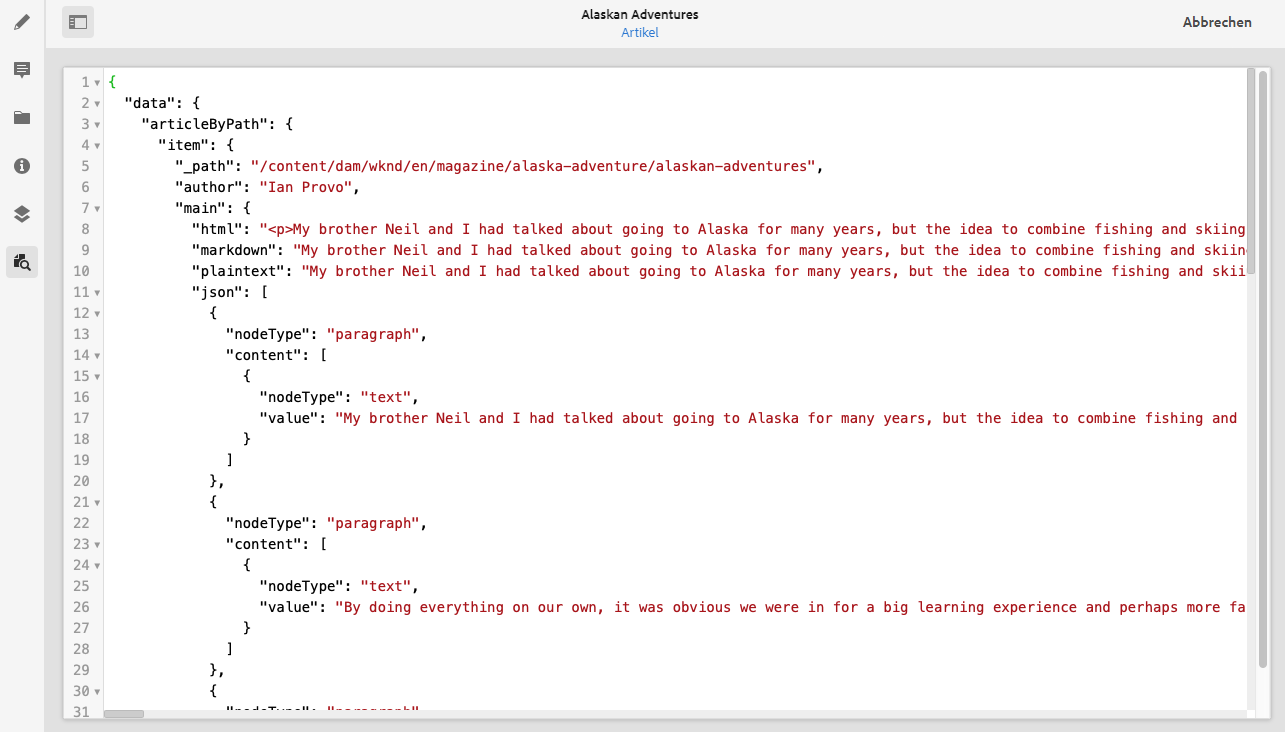 Alaskan Adventures
Artikel
Abbrechen
1 {
2 "data": {
3 "articleByPath": {
4 "item": {
5 "_path": "/content/dam/wknd/en/magazine/alaska-adventure/alaskan-adventures",
6 "author": "Ian Provo",
7 "main": {
8 "html": "<p>My brother Neil and I had talked about going to Alaska for many years, but the idea to combine fishing and skiing
9 "markdown": "My brother Neil and I had talked about going to Alaska for many years, but the idea to combine fishing and skiin
10 "plaintext": "My brother Neil and I had talked about going to Alaska for many years, but the idea to combine fishing and skii
11 "json": [
12 {
13 "nodeType": "paragraph",
14 "content": [
15 {
16 "nodeType": "text",
17 "value": "My brother Neil and I had talked about going to Alaska for many years, but the idea to combine fishing and
18 }
19 ]
20 },
21 {
22 "nodeType": "paragraph",
23 "content": [
24 {
25 "nodeType": "text",
26 "value": "By doing everything on our own, it was obvious we were in for a big learning experience and perhaps more fa
27 }
28 ]
29 },
30 {
31 "nodeType": "paragraph"